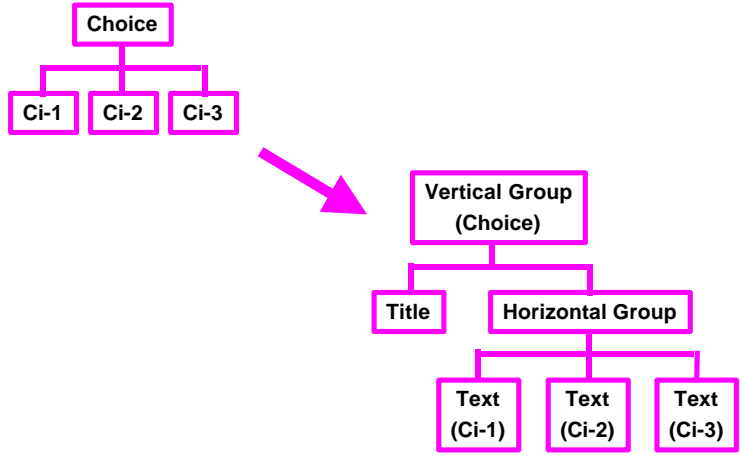 Choice
Ci-1
Ci-2
Ci-3
Vertical Group
(Choice)
Title
Horizontal Group
Text
(Ci-1)
Text
(Ci-2)
Text
(Ci-3)